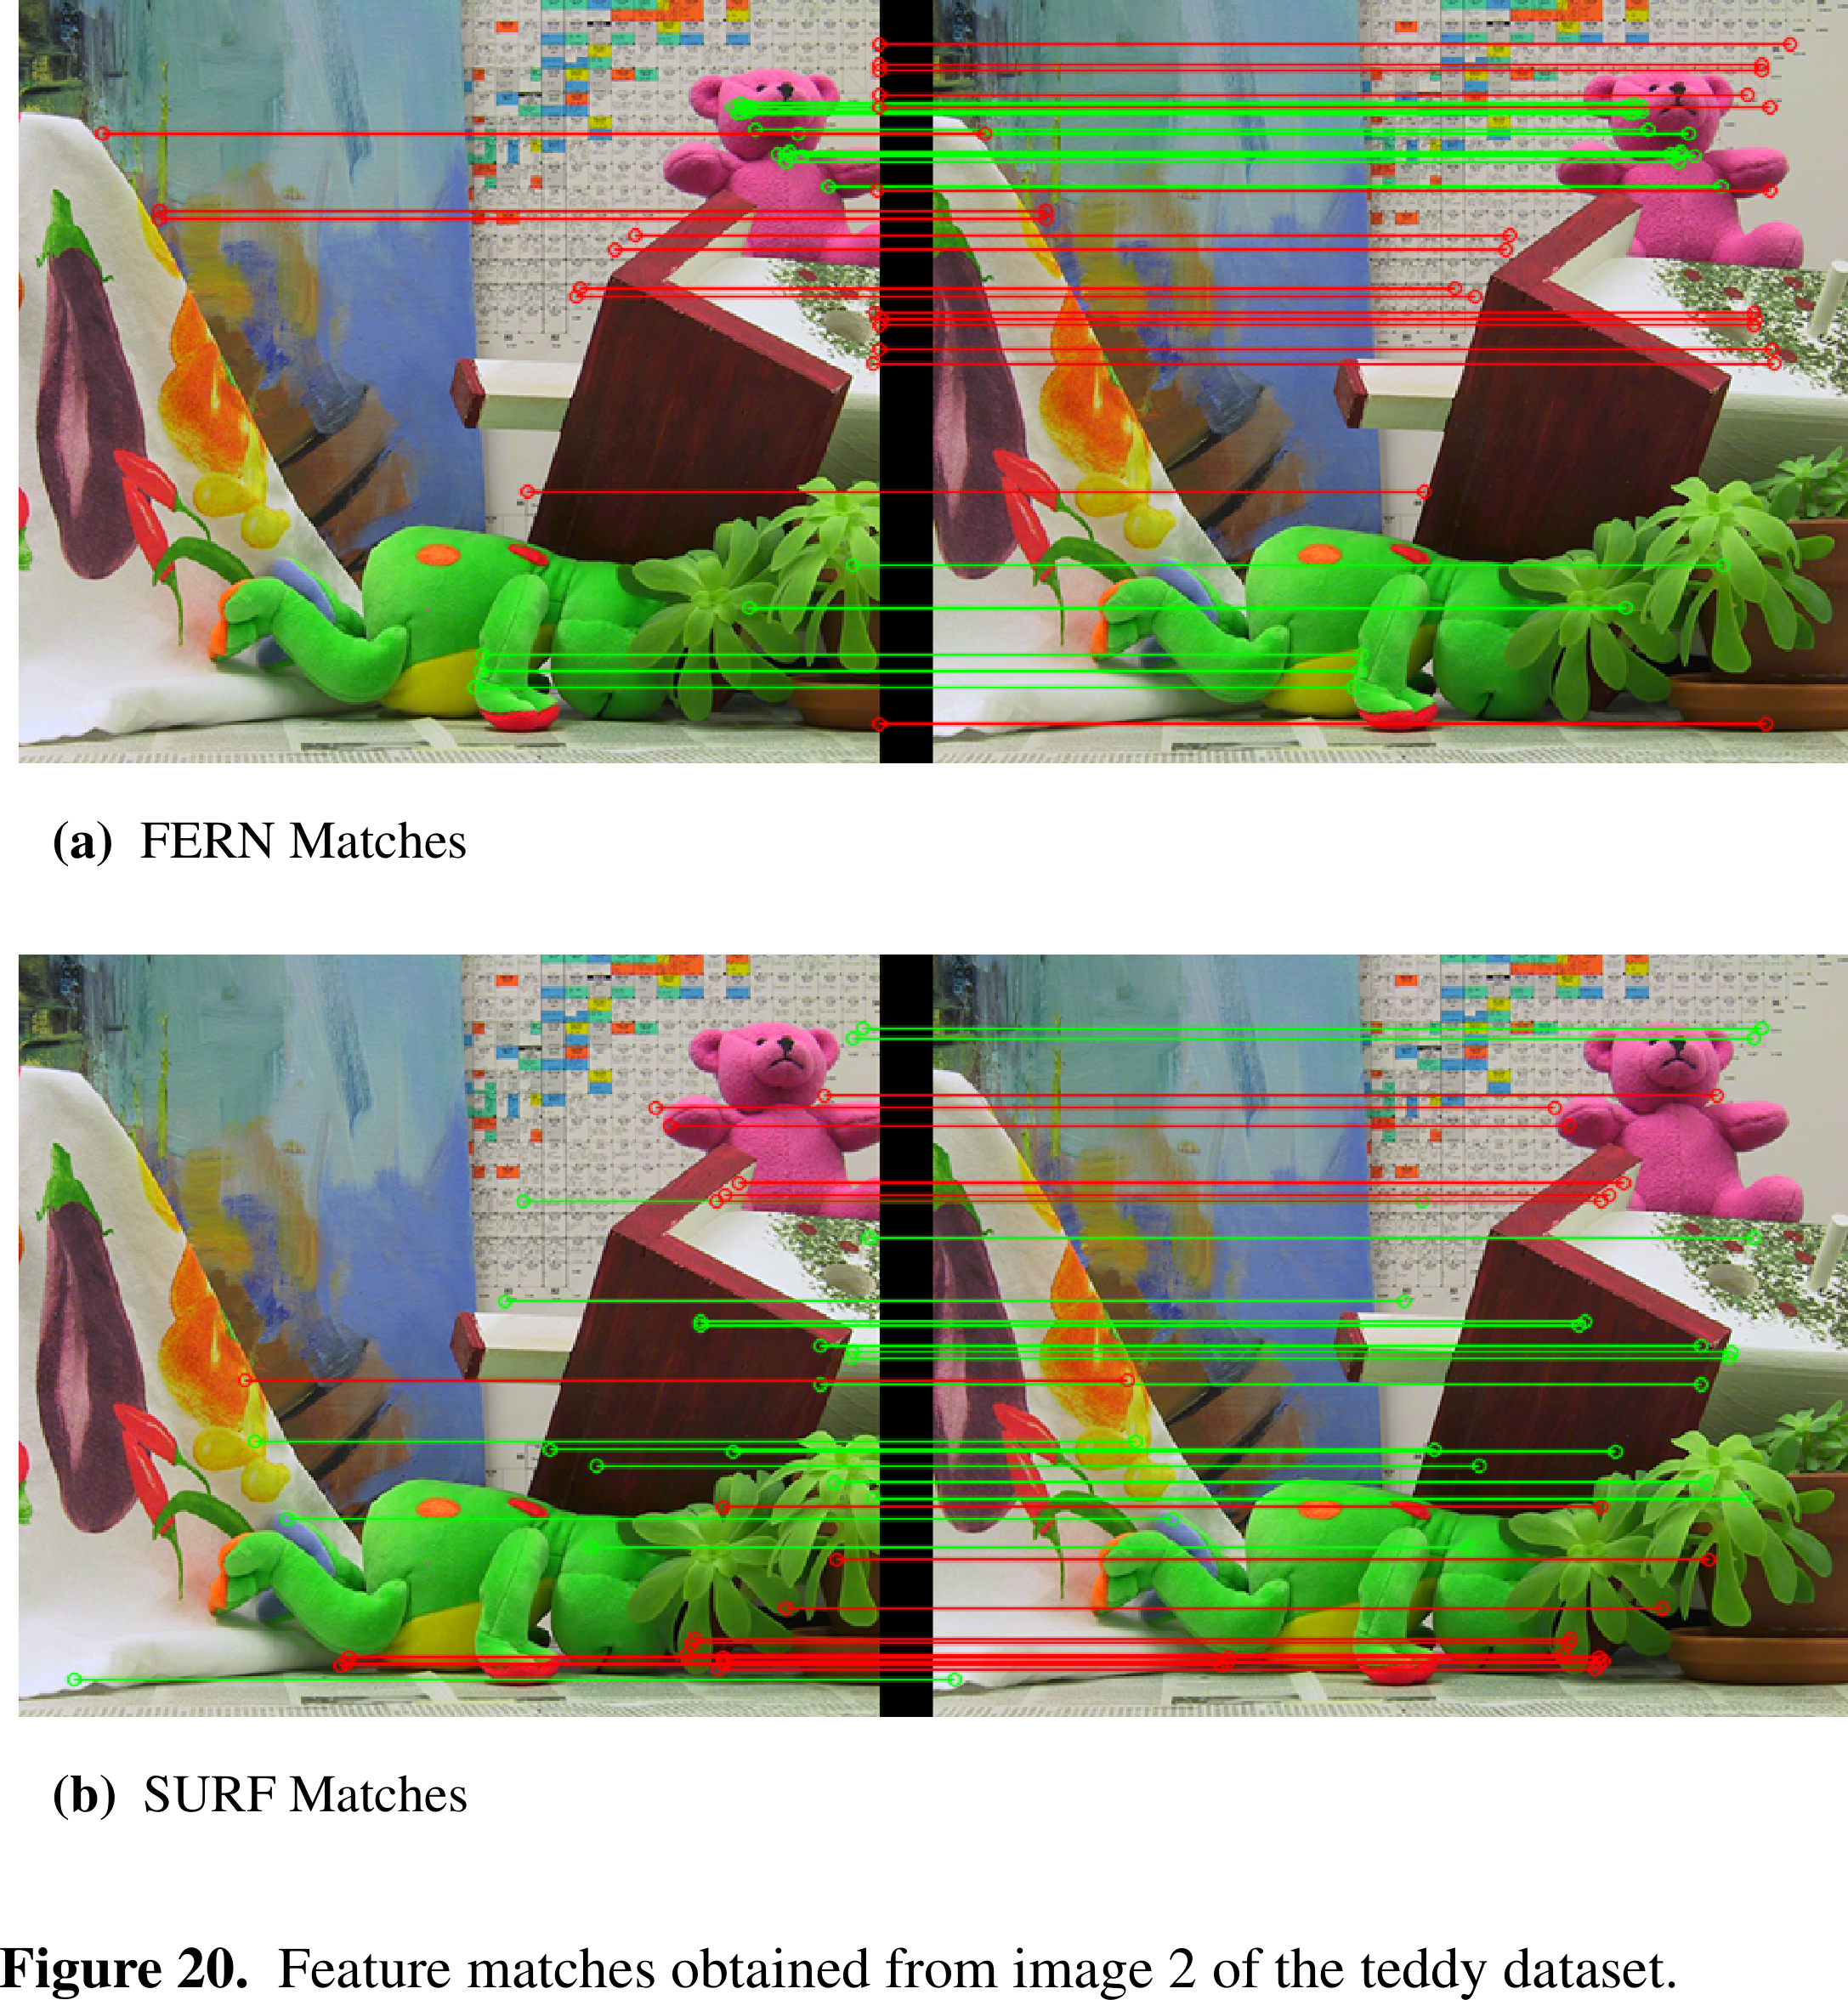 (a) FERN Matches
(b) SURF Matches
Figure 20. Feature matches obtained from image 2 of the teddy dataset.